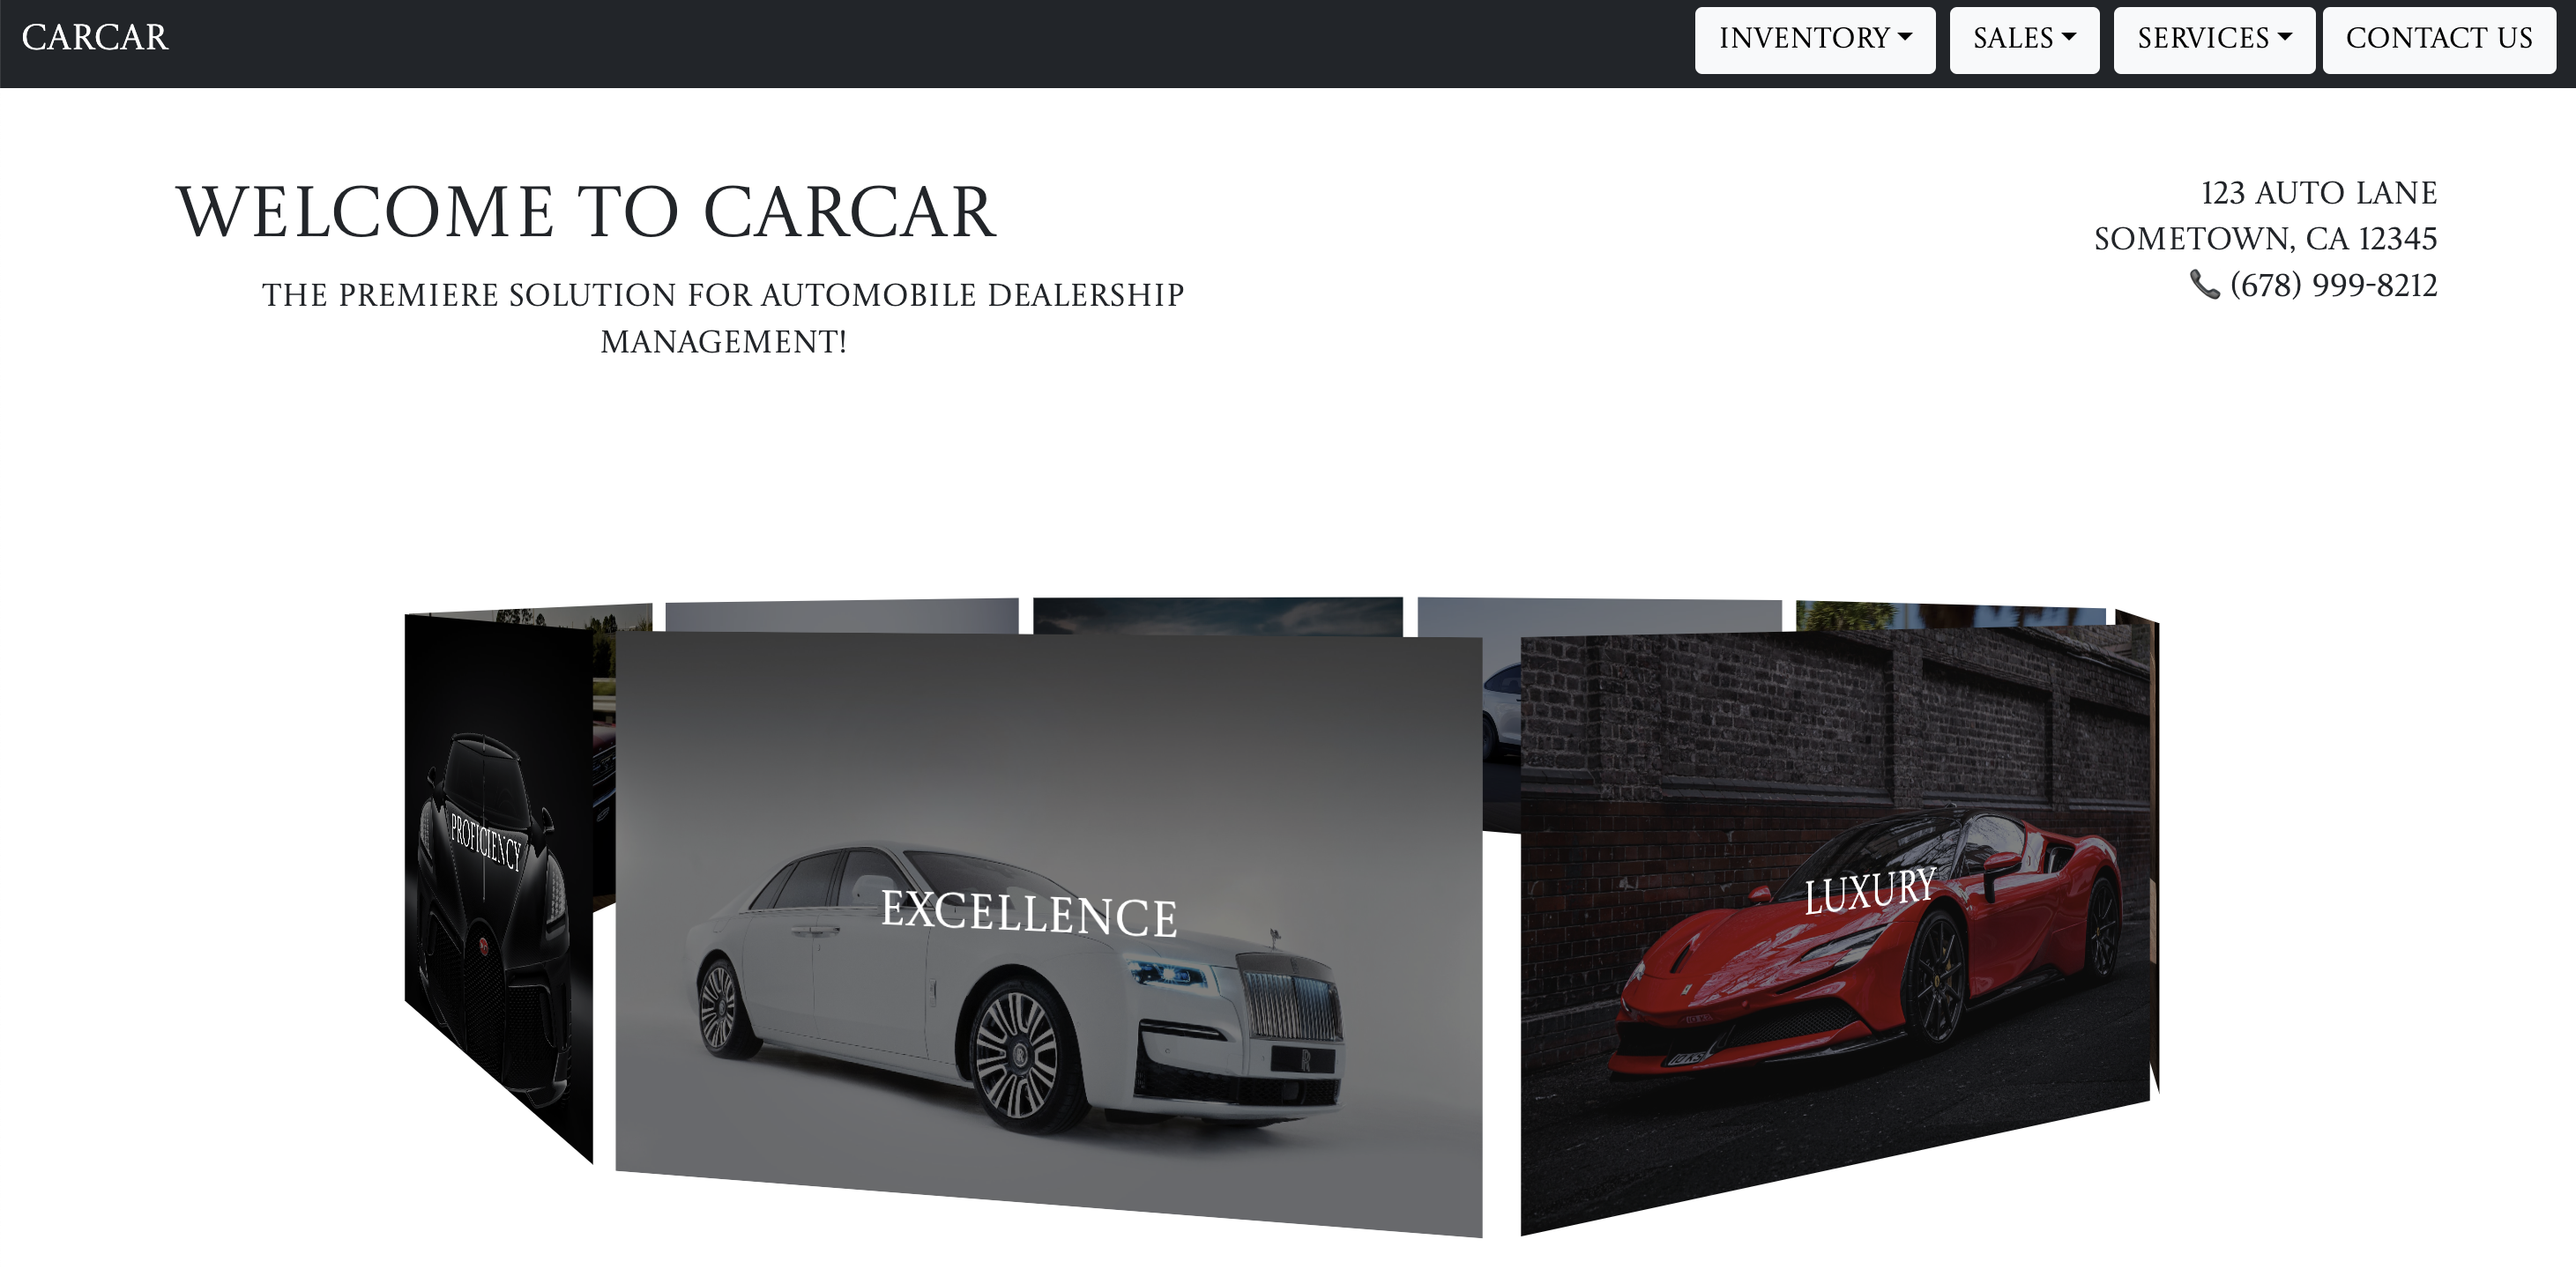 CARCAR
INVENTORY
SALES
SERVICES
CONTACT US
WELCOME TO CARCAR
THE PREMIERE SOLUTION FOR AUTOMOBILE DEALERSHIP
MANAGEMENT!
123 AUTO LANE
SOMETOWN, CA 12345
(678) 999-8212
PROFICIENCY
EXCELLENCE
LUXURY